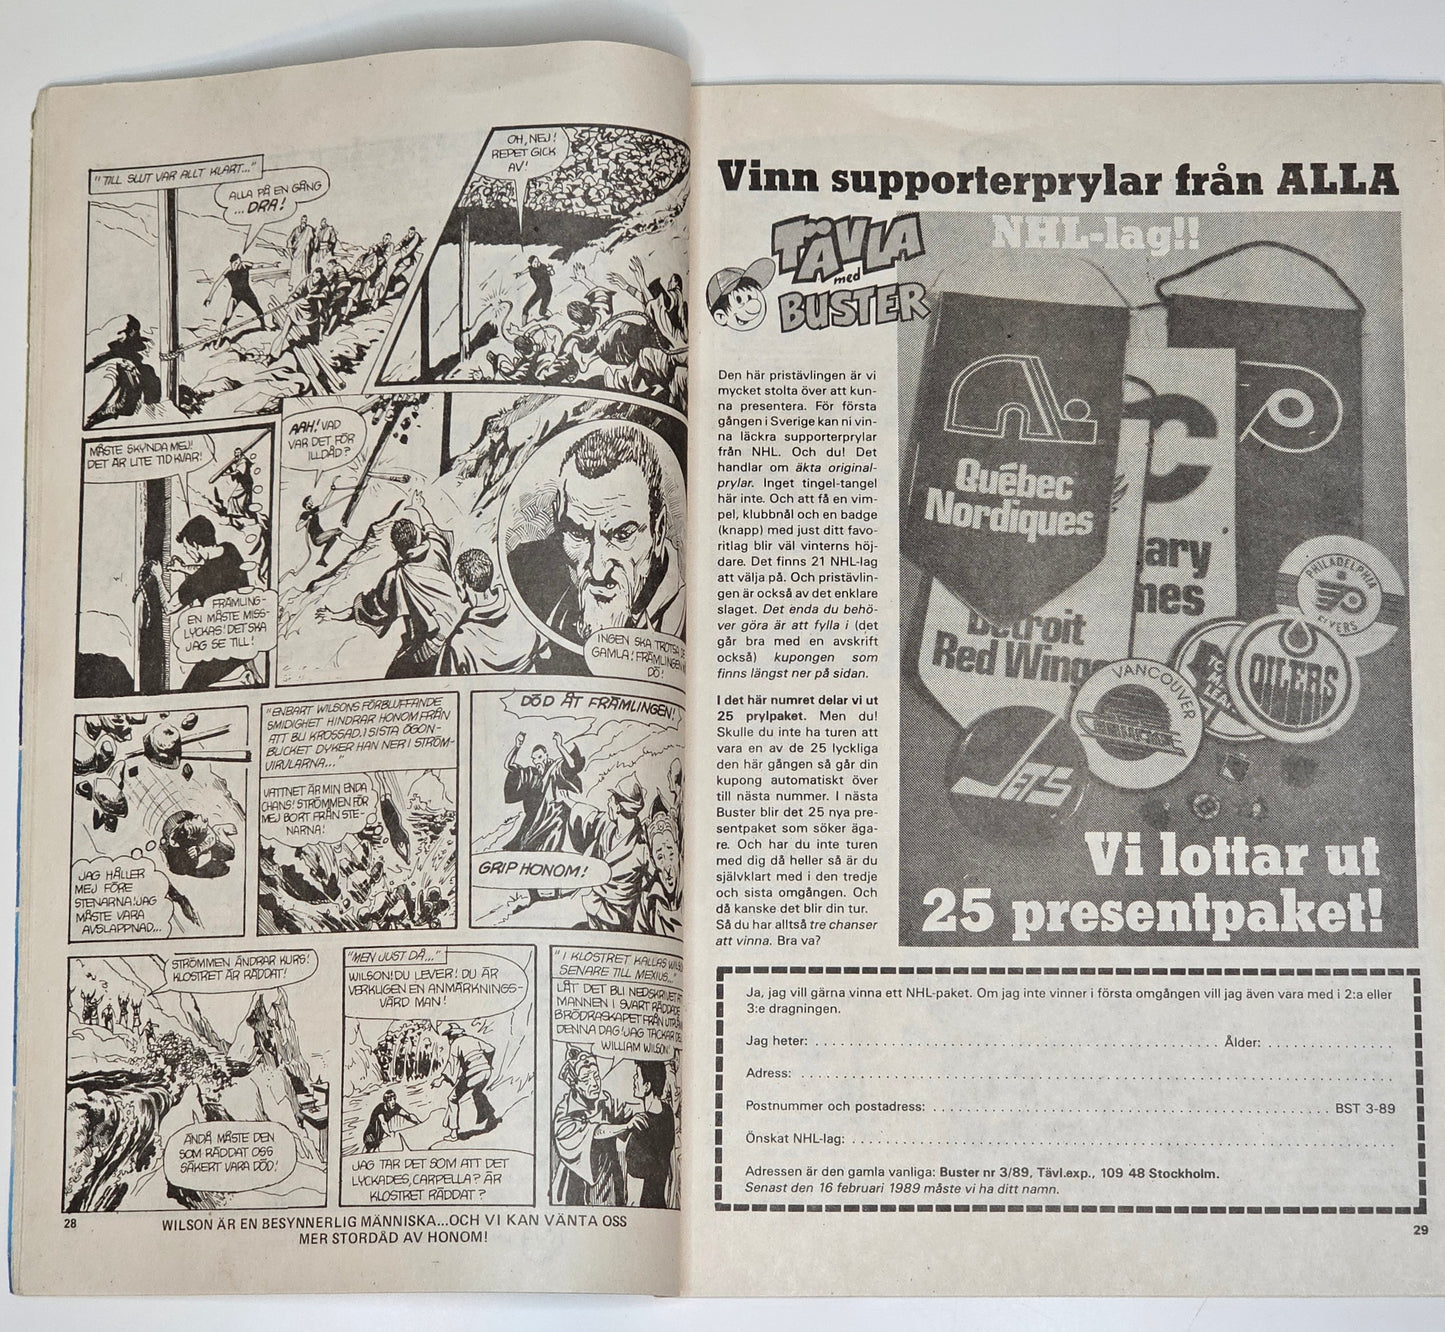 "TILL SLUT VAR ALLT KLART..."
ALLA PÅ EN GÅNG
...DRA!
OH, NEJ!
REPET GICK
AV!
MÅSTE SKYNDA MEJ!
DET ÄR LITE TID KVAR!
FRÄMLING-
EN MÅSTE MISS-
LYCKAS! DET SKA
JAG SE TILL!
AAH! VAD
VAR DET FÖR
ILLDÅD?
INGEN SKA TROTSA DE
GAMLA! FRÄMLINGEN
DÖ!
JAG HÅLLER
MEJ FÖRE
STENARNA! JAG
MÅSTE VARA
AVSLAPPNAD...
"ENBART WILSONS FÖRBLUFFANDE
SMIDIGHET HINDRAR HONOM FRÅN
ATT BLI KROSSAD. I SISTA ÖGON-
BLICKET DYKER HAN NER I STRÖM-
VIRVLARNA..."
VATTNET ÄR MIN ENDA
CHANS! STRÖMMEN FÖR
MEJ BORT FRÅN STE-
NARNA!
DÖD ÅT FRÄMLINGEN!
GRIP HONOM!
STRÖMMEN ÄNDRAR KURS!
KLOSTRET ÄR RÄDDAT!
ÄNDÅ MÅSTE DEN
SOM RÄDDAT OSS
SÄKERT VARA DÖD!
"MEN JUST DÅ..."
WILSON! DU LEVER! DU ÄR
VERKLIGEN EN ANMÄRKNINGS-
VÄRD MAN!
JAG TAR DET SOM ATT DET
LYCKADES, CARPELLA? ÄR
KLOSTRET RÄDDAT?
"I KLOSTRET KALLAS WILSON
SENARE TILL MEXIUS..."
LÅT DET BLI NEDSKRIVET ATT
MANNEN I SVART RÄDDADE
BRÖDRASKAPET FRÅN
DENNA DAG! JAG TACKAR DEJ
WILLIAM WILSON!
28
WILSON ÄR EN BESYNNERLIG MÄNNISKA...OCH VI KAN VÄNTA OSS
MER STORDÅD AV HONOM!
Vinn supporterprylar från ALLA
NHL-lag!!
TÄVLA
med
BUSTER
Den här pristävlingen är vi
mycket stolta över att kun-
na presentera. För första
gången i Sverige kan ni vin-
na läckra supporterprylar
från NHL. Och du! Det
handlar om äkta original-
prylar. Inget tingel-tangel
här inte. Och att få en vim-
pel, klubbnål och en badge
(knapp) med just ditt favo-
ritlag blir väl vinterns höj-
dare. Det finns 21 NHL-lag
att välja på. Och pristävlin-
gen är också av det enklare
slaget. Det enda du behö-
ver göra är att fylla i (det
går bra med en avskrift
också) kupongen som
finns längst ner på sidan.
I det här numret delar vi ut
25 prylpaket. Men du!
Skulle du inte ha turen att
vara en av de 25 lyckliga
den här gången så går din
kupong automatiskt över
till nästa nummer. I nästa
Buster blir det 25 nya pre-
sentpaket som söker äga-
re. Och har du inte turen
med dig då heller så är du
självklart med i den tredje
och sista omgången. Och
då kanske det blir din tur.
Så du har alltså tre chanser
att vinna. Bra va?
Québec
Nordiques
ary
mes
Detroit
Red Wings
PHILADELPHIA
FLYERS
OILERS
VANCOUVER
JETS
Vi lottar ut
25 presentpaket!
Ja, jag vill gärna vinna ett NHL-paket. Om jag inte vinner i första omgången vill jag även vara med i 2:a eller
3:e dragningen.
Jag heter: Ålder:
Adress:
Postnummer och postadress: BST 3-89
Önskat NHL-lag:
Adressen är den gamla vanliga: Buster nr 3/89, Tävl.exp., 109 48 Stockholm.
Senast den 16 februari 1989 måste vi ha ditt namn.
29